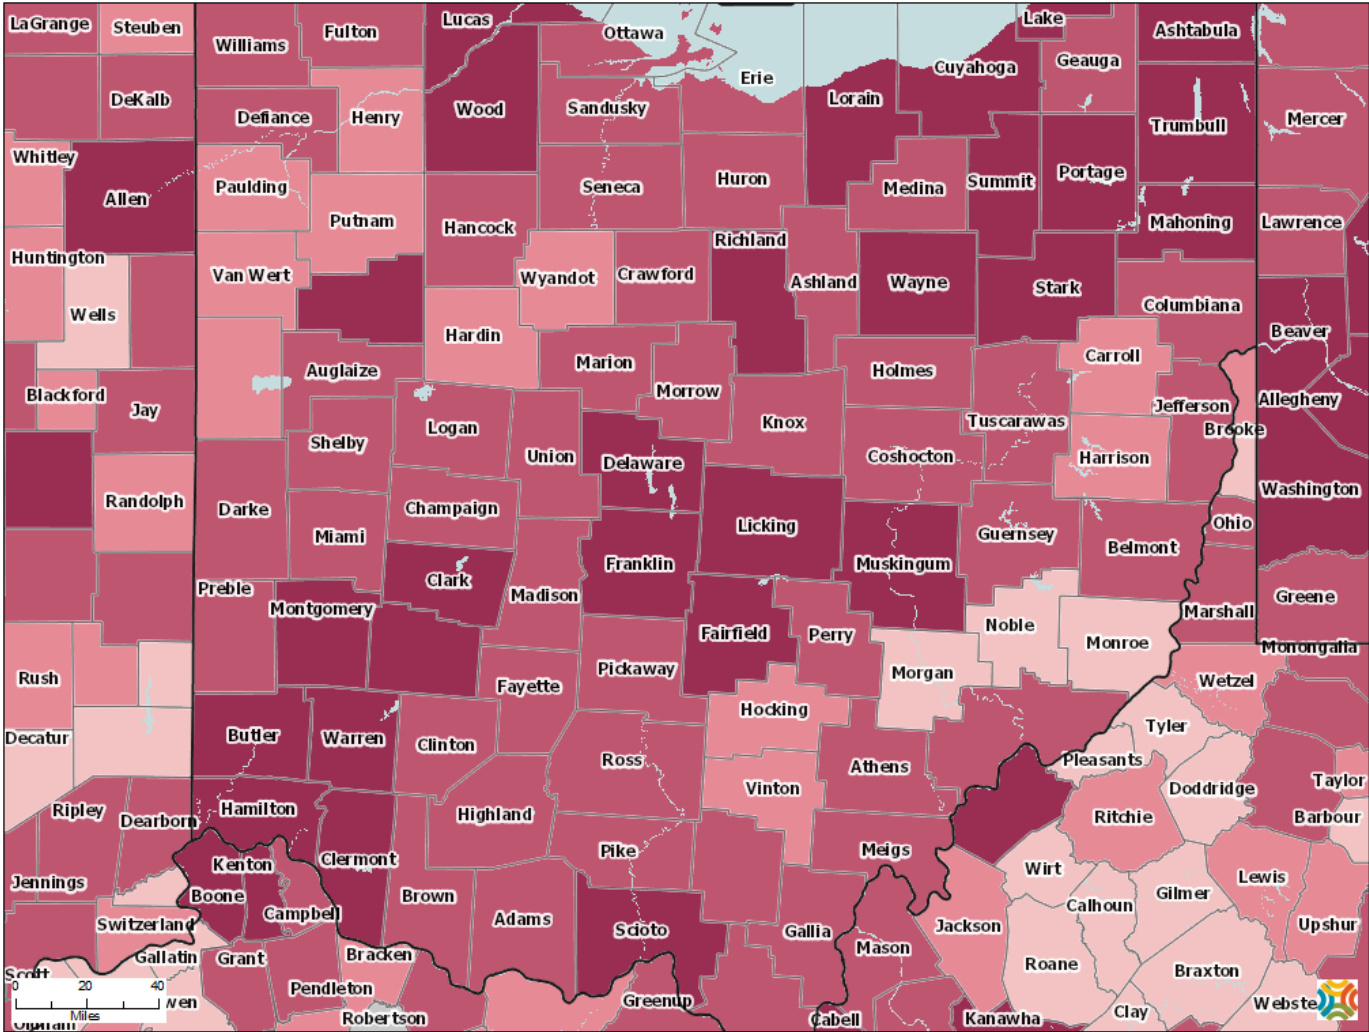 LaGrange
Steuben
Williams
Fulton
Lucas
Ottawa
Lake
Ashtabula
Geauga
Cuyahoga
Erie
DeKalb
Defiance
Henry
Wood
Sandusky
Lorain
Trumbull
Mercer
Whitley
Allen
Paulding
Putnam
Seneca
Huron
Medina
Summit
Portage
Mahoning
Lawrence
Hancock
Richland
Huntington
Van Wert
Wyandot
Crawford
Ashland
Wayne
Stark
Columbiana
Wells
Hardin
Marion
Beaver
Auglaize
Morrow
Holmes
Carroll
Blackford
Jay
Jefferson
Allegheny
Logan
Knox
Tuscarawas
Brooke
Shelby
Union
Delaware
Coshocton
Harrison
Washington
Randolph
Darke
Champaign
Licking
Ohio
Miami
Guernsey
Belmont
Franklin
Muskingum
Clark
Madison
Preble
Montgomery
Greene
Marshall
Fairfield
Perry
Noble
Monroe
Monongalia
Rush
Pickaway
Fayette
Morgan
Wetzel
Hocking
Tyler
Decatur
Butler
Warren
Clinton
Ross
Athens
Pleasants
Vinton
Doddridge
Taylor
Ripley
Dearborn
Hamilton
Highland
Ritchie
Barbour
Pike
Meigs
Clermont
Kenton
Wirt
Jennings
Boone
Brown
Lewis
Gilmer
Calhoun
Campbell
Adams
Switzerland
Scioto
Gallia
Jackson
Upshur
Mason
Gallatin
Grant
Bracken
Roane
Braxton
Scott
Pendleton
Greenup
Webste
wen
0 20 40
Miles
Robertson
Cabell
Kanawha
Clay